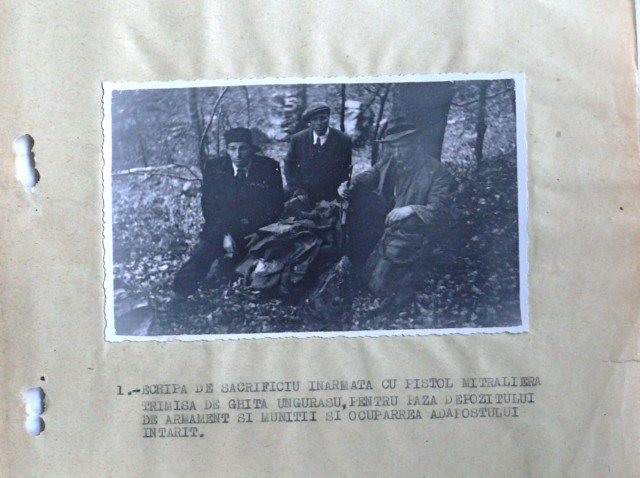 1.-ECHIPA DE SACRIFICIU INARMATA CU PISTOL MITRALIERA
TRIMISA DE GHITA UNGURASU,PENTRU PAZA DEPOZITULUI
DE ARMAMENT SI MUNITII SI OCUPARREA ADAPOSTULUI
INTARIT.